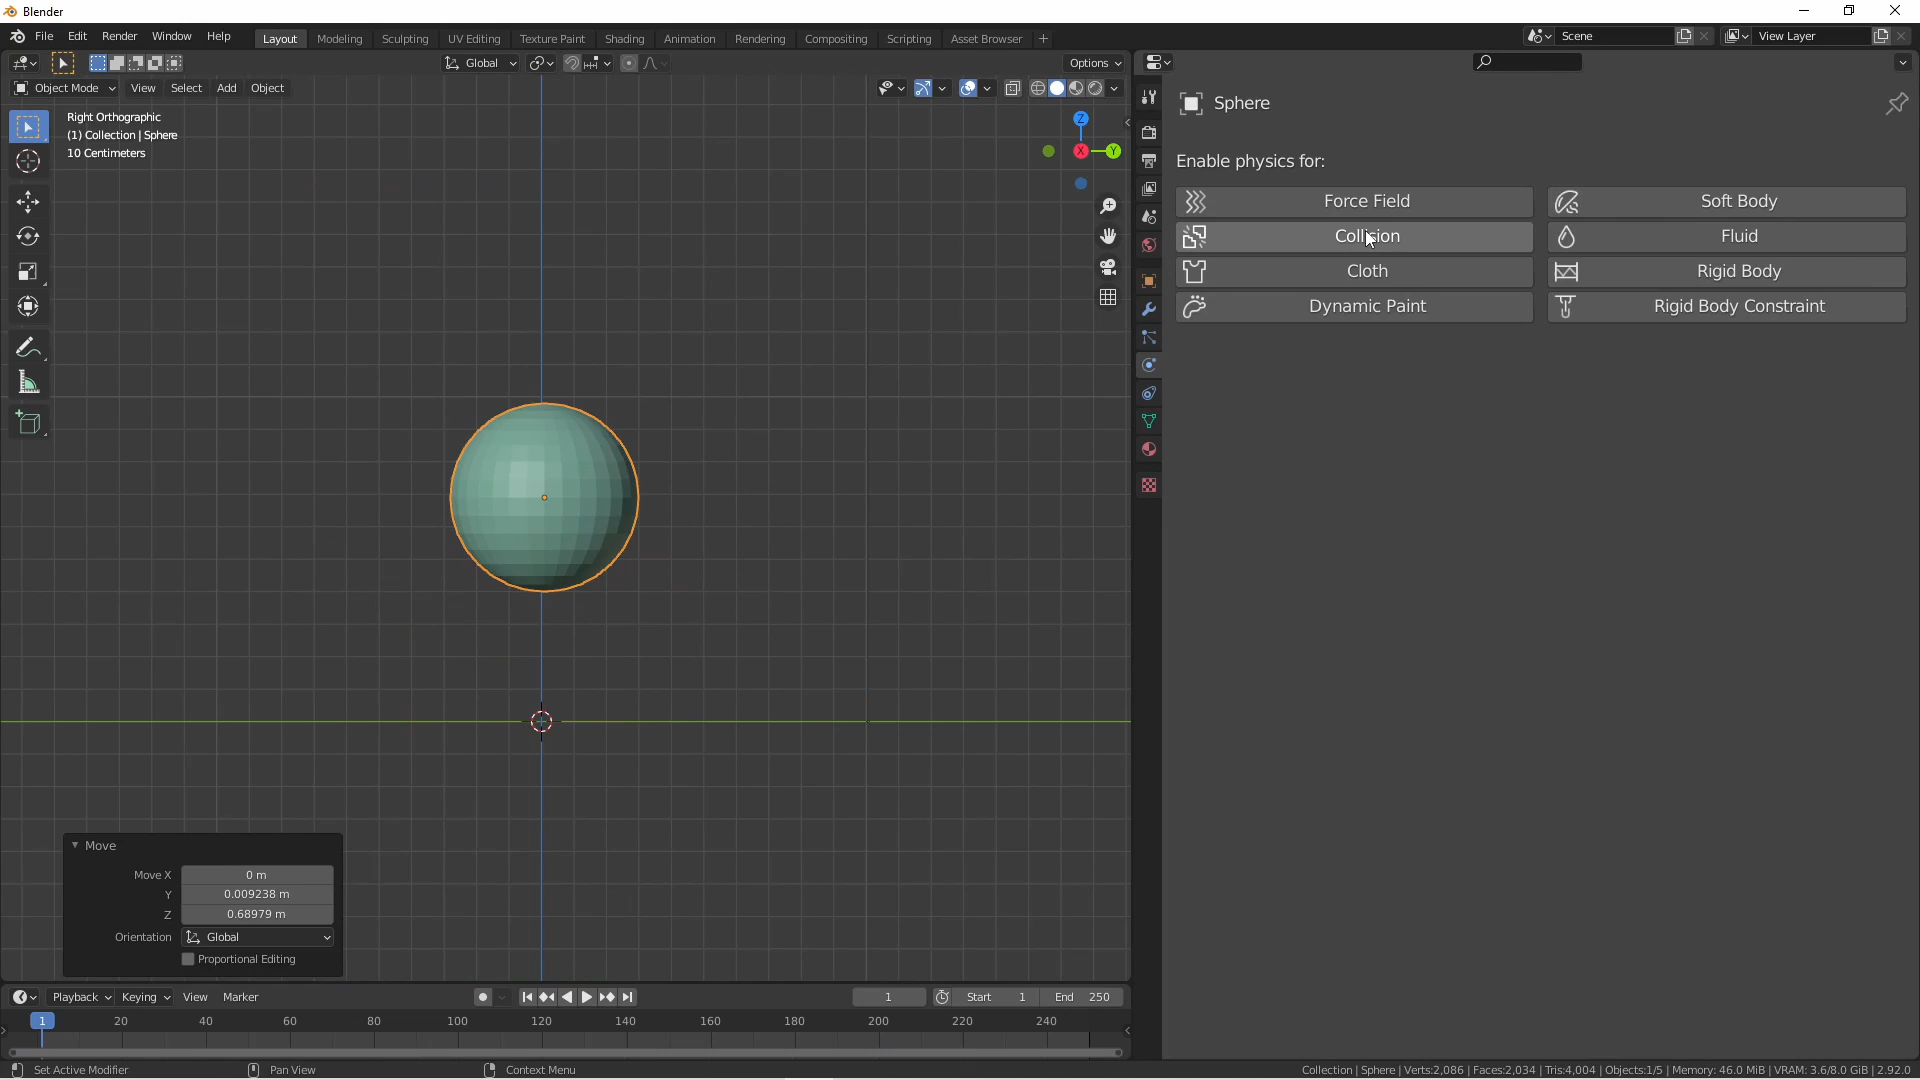 Blender
File Edit Render Window Help
Layout Modeling Sculpting UV Editing Texture Paint Shading Animation Rendering Compositing Scripting Asset Browser +
Scene
View Layer
Global
Options
Object Mode View Select Add Object
Right Orthographic
(1) Collection | Sphere
10 Centimeters
Z
X
Y
Sphere
Enable physics for:
Force Field
Soft Body
Collision
Fluid
Cloth
Rigid Body
Dynamic Paint
Rigid Body Constraint
Move
Move X 0 m
Y 0.009238 m
Z 0.68979 m
Orientation Global
Proportional Editing
Playback Keying View Marker
1
Start 1
End 250
1 20 40 60 80 100 120 140 160 180 200 220 240
Set Active Modifier
Pan View
Context Menu
Collection | Sphere | Verts:2,086 | Faces:2,034 | Tris:4,004 | Objects:1/5 | Memory: 46.0 MiB | VRAM: 3.6/8.0 GiB | 2.92.0